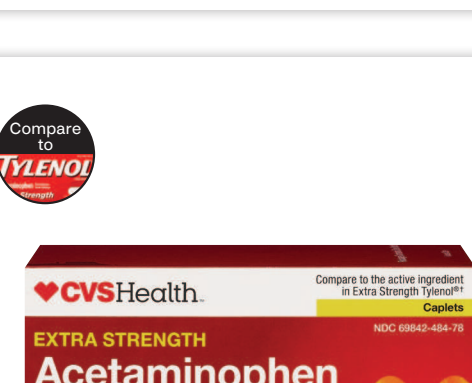 Compare
to
TYLENOL
Strength
CVSHealth™
Compare to the active ingredient
in Extra Strength Tylenol®†
Caplets
NDC 69842-484-78
EXTRA STRENGTH
Acetaminophen